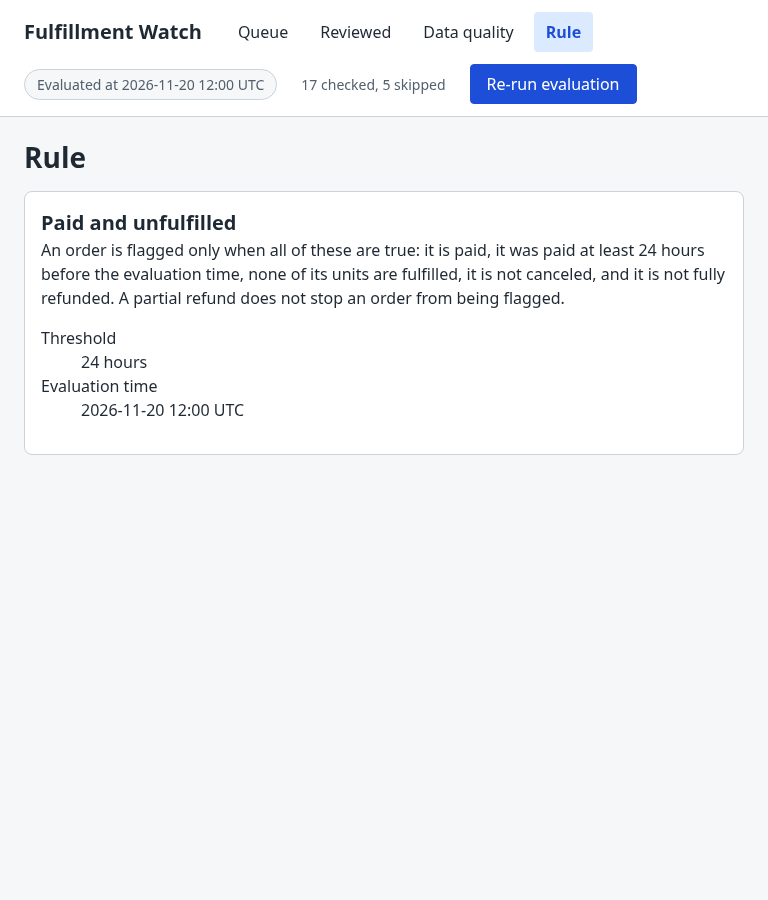 Fulfillment Watch
Queue
Reviewed
Data quality
Rule
Evaluated at 2026-11-20 12:00 UTC
17 checked, 5 skipped
Re-run evaluation
Rule
Paid and unfulfilled
An order is flagged only when all of these are true: it is paid, it was paid at least 24 hours
before the evaluation time, none of its units are fulfilled, it is not canceled, and it is not fully
refunded. A partial refund does not stop an order from being flagged.
Threshold
24 hours
Evaluation time
2026-11-20 12:00 UTC